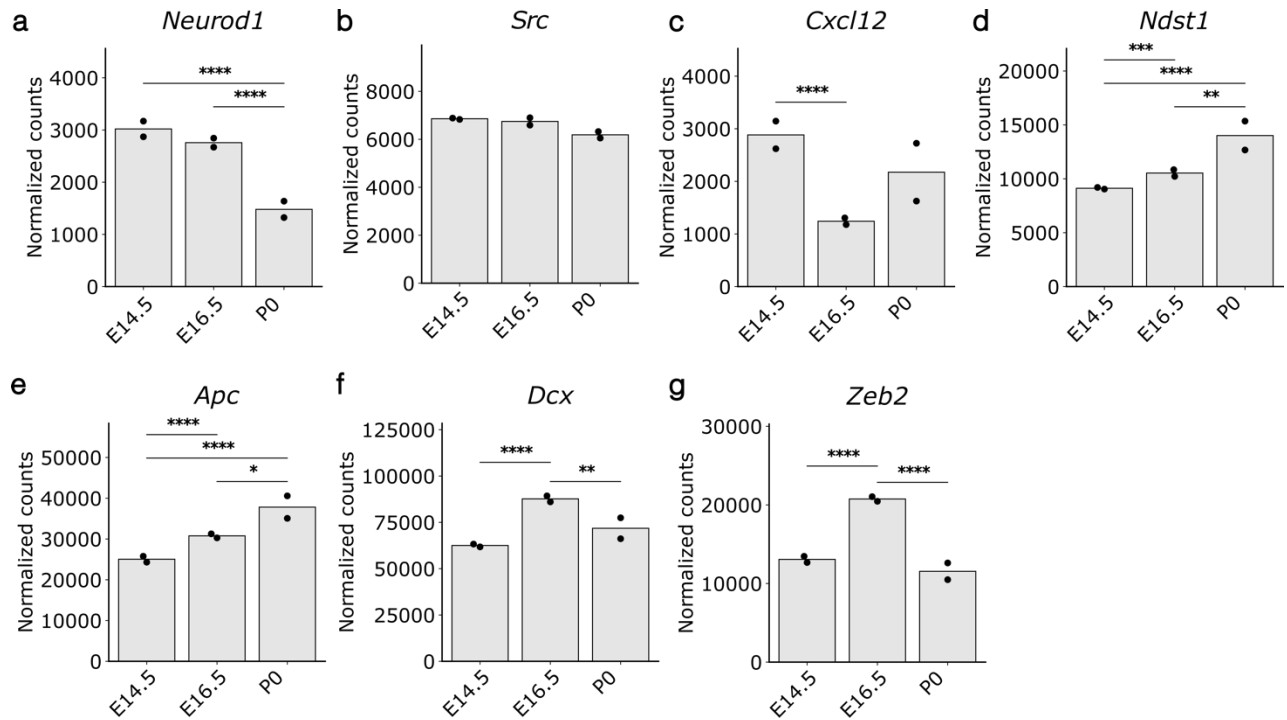 a
Neurod1
Normalized counts
4000
3000
2000
1000
0
****
****
E14.5
E16.5
P0
b
Src
Normalized counts
8000
6000
4000
2000
0
E14.5
E16.5
P0
c
Cxcl12
Normalized counts
4000
3000
2000
1000
0
****
E14.5
E16.5
P0
d
Ndst1
Normalized counts
20000
15000
10000
5000
0
***
****
**
E14.5
E16.5
P0
e
Apc
Normalized counts
50000
40000
30000
20000
10000
0
****
****
*
E14.5
E16.5
P0
f
Dcx
Normalized counts
125000
100000
75000
50000
25000
0
****
**
E14.5
E16.5
P0
g
Zeb2
Normalized counts
30000
20000
10000
0
****
****
E14.5
E16.5
P0